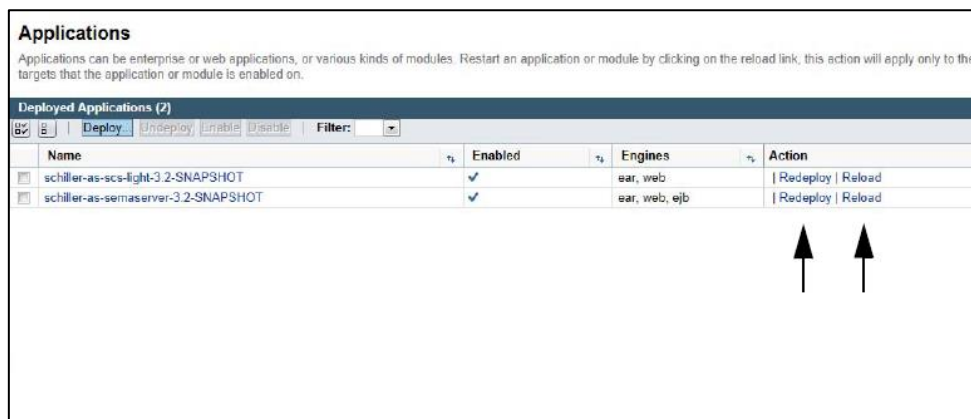 Applications
Applications can be enterprise or web applications, or various kinds of modules. Restart an application or module by clicking on the reload link, this action will apply only to the
targets that the application or module is enabled on.
Deployed Applications (2)
| Deploy... Undeploy Enable Disable | Filter:
Name Enabled Engines Action
schiller-as-scs-light-3.2-SNAPSHOT ear, web | Redeploy | Reload
schiller-as-semaserver-3.2-SNAPSHOT ear, web, ejb | Redeploy | Reload